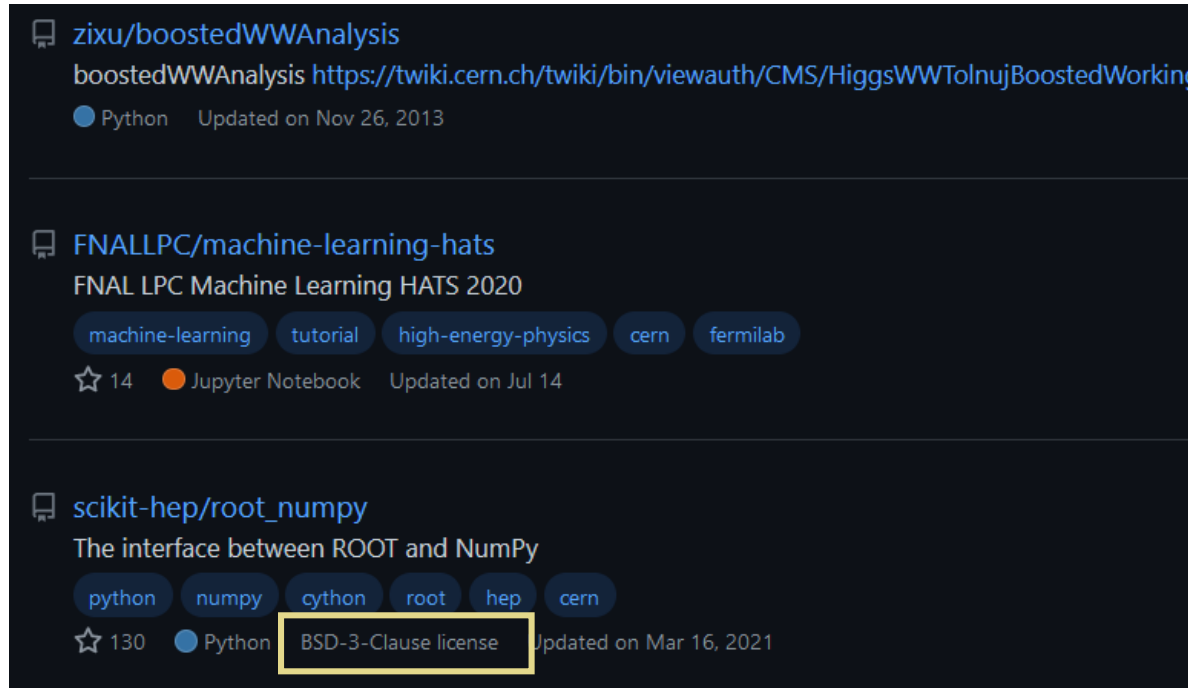 zixu/boostedWWAnalysis
boostedWWAnalysis https://twiki.cern.ch/twiki/bin/viewauth/CMS/HiggsWWTolnujBoostedWorking
Python Updated on Nov 26, 2013
FNALLPC/machine-learning-hats
FNAL LPC Machine Learning HATS 2020
machine-learning tutorial high-energy-physics cern fermilab
14 Jupyter Notebook Updated on Jul 14
scikit-hep/root_numpy
The interface between ROOT and NumPy
python numpy cython root hep cern
130 Python BSD-3-Clause license Updated on Mar 16, 2021